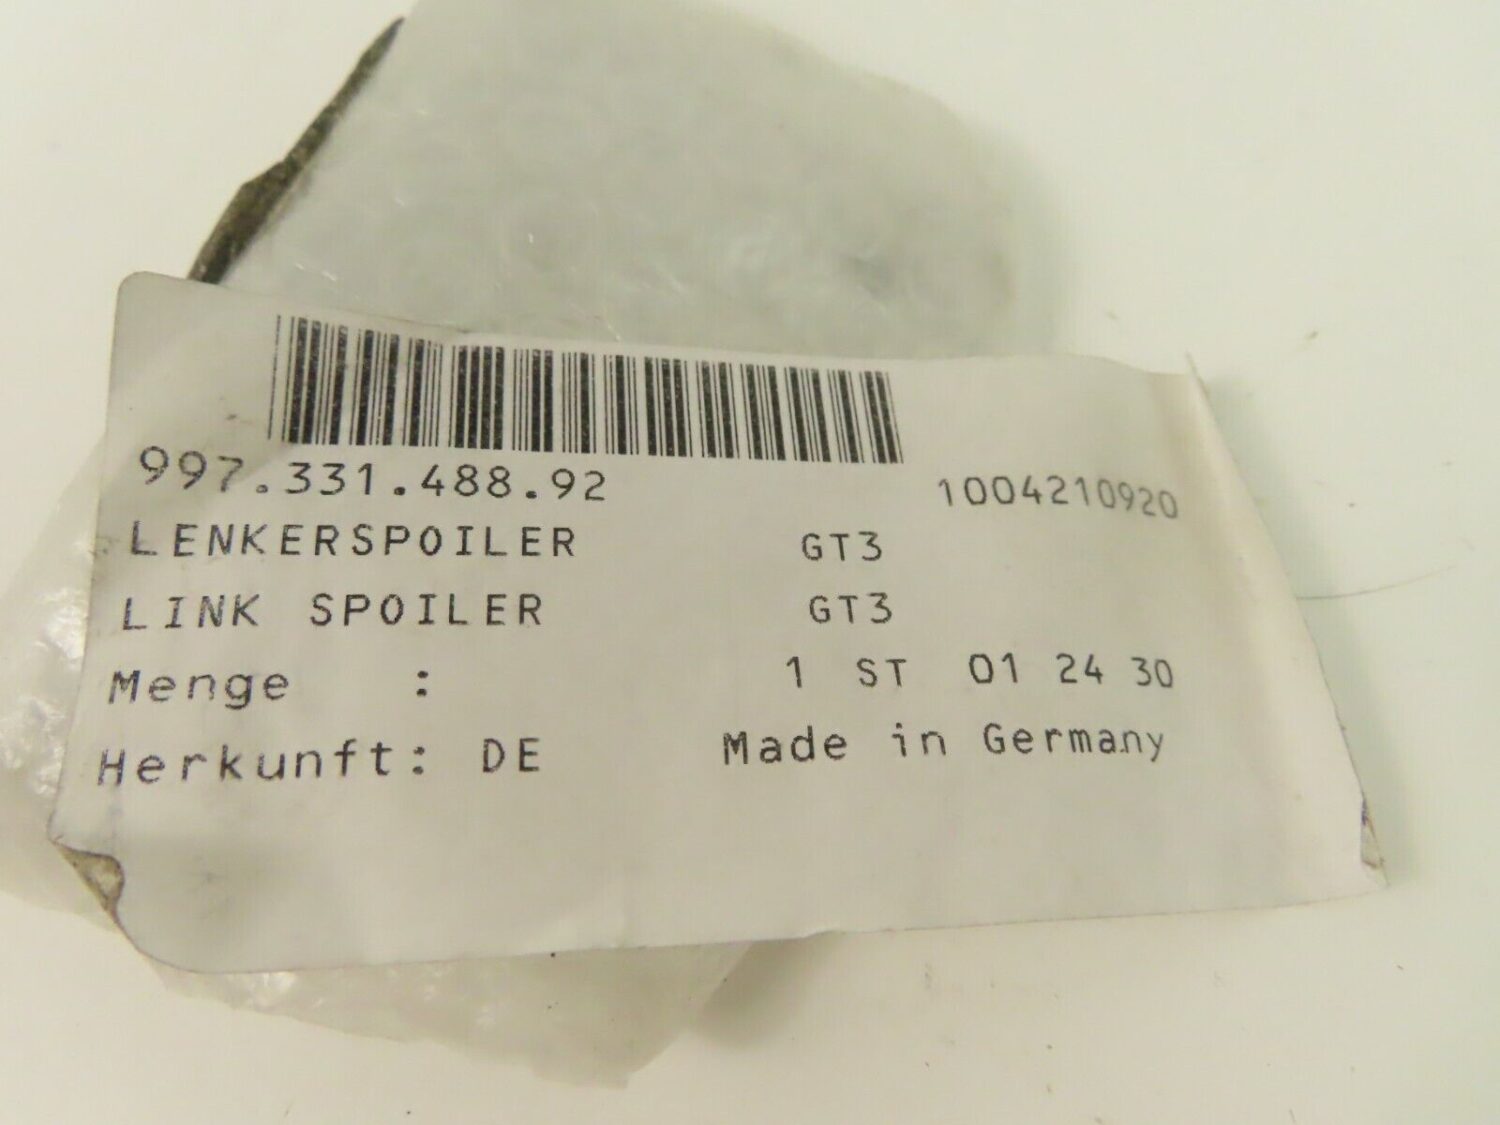 997.331.488.92 1004210920
LENKERSPOILER GT3
LINK SPOILER GT3
Menge : 1 ST 01 24 30
Herkunft: DE Made in Germany